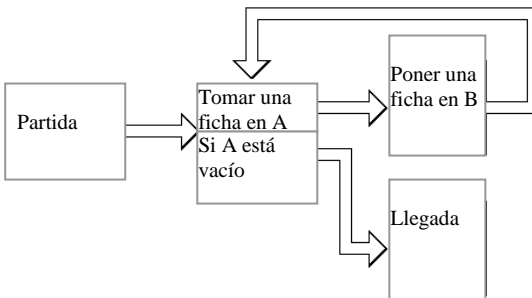 Partida
Tomar una
ficha en A
Si A está
vacío
Poner una
ficha en B
Llegada